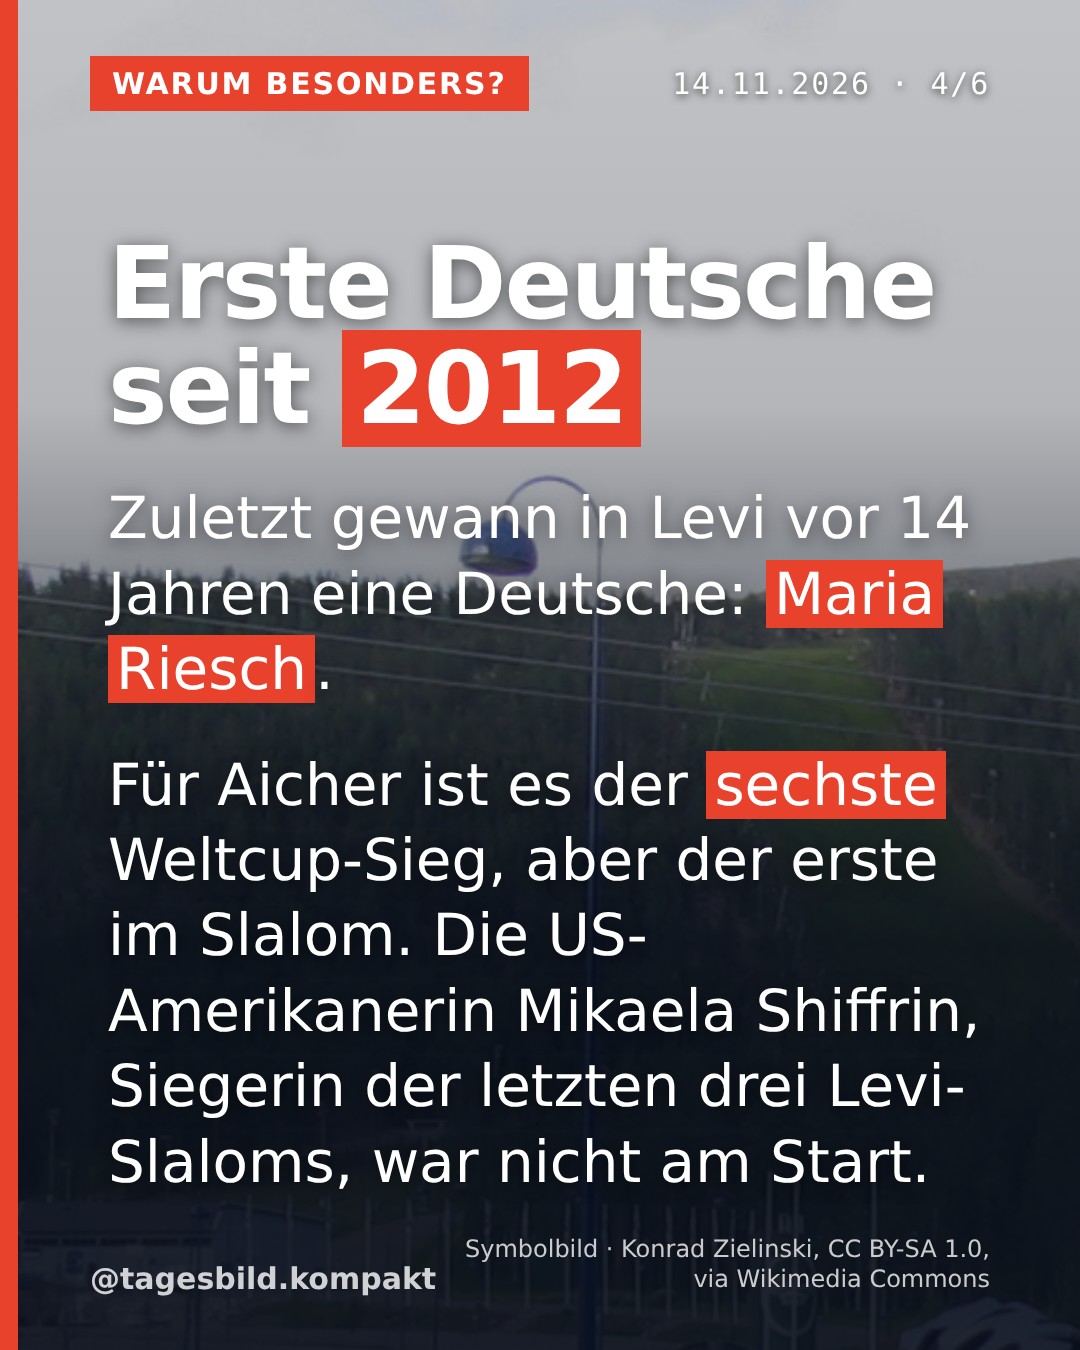 WARUM BESONDERS?
14.11.2026 · 4/6
Erste Deutsche
seit 2012
Zuletzt gewann in Levi vor 14
Jahren eine Deutsche: Maria
Riesch.
Für Aicher ist es der sechste
Weltcup-Sieg, aber der erste
im Slalom. Die US-
Amerikanerin Mikaela Shiffrin,
Siegerin der letzten drei Levi-
Slaloms, war nicht am Start.
Symbolbild · Konrad Zielinski, CC BY-SA 1.0,
via Wikimedia Commons
@tagesbild.kompakt